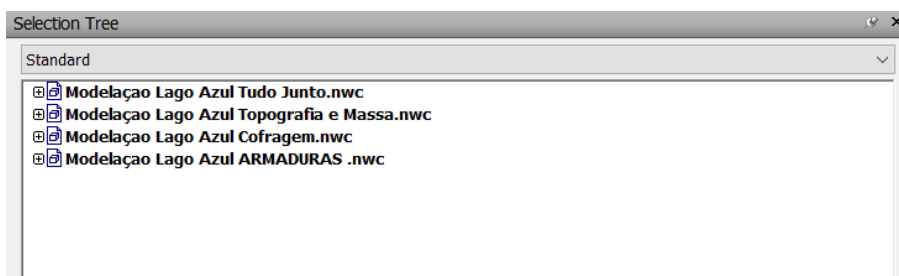 Selection Tree
Standard
Modelaçao Lago Azul Tudo Junto.nwc
Modelaçao Lago Azul Topografia e Massa.nwc
Modelaçao Lago Azul Cofragem.nwc
Modelaçao Lago Azul ARMADURAS .nwc